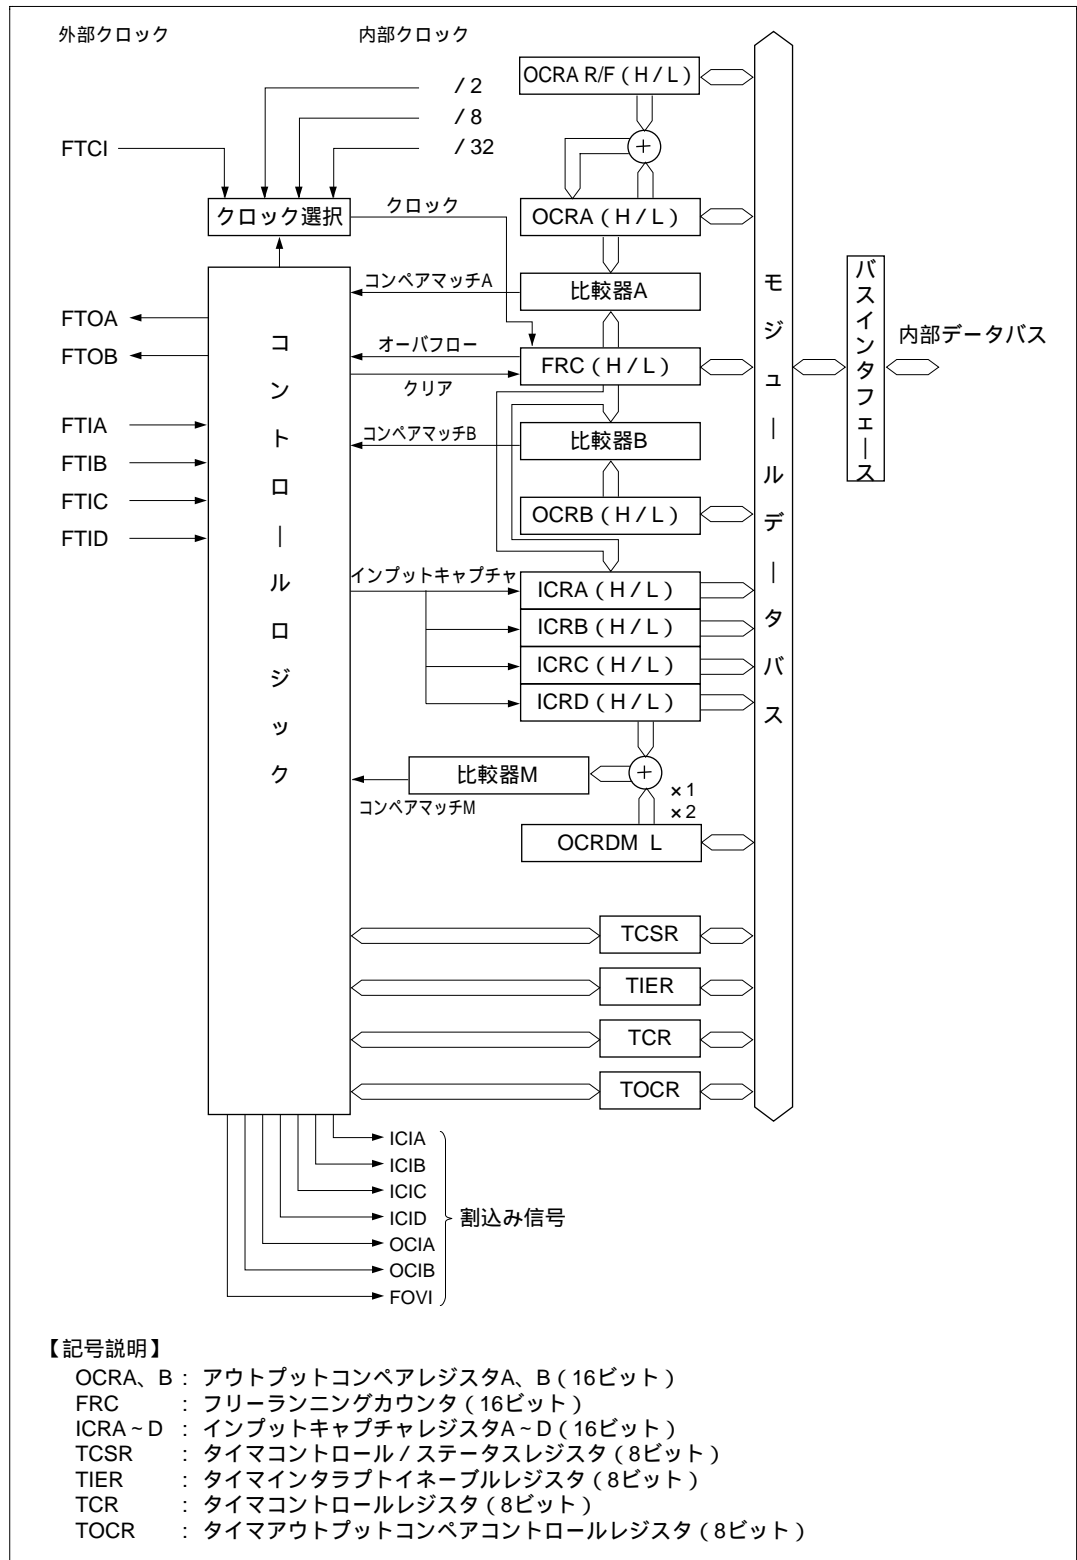 外部クロック
内部クロック
/ 2
/ 8
/ 32
FTCI
クロック選択
クロック
OCRA R/F ( H / L )
+
OCRA ( H / L )
コンペアマッチA
比較器A
FTOA
FTOB
オーバフロー
FRC ( H / L )
クリア
FTIA
FTIB
FTIC
FTID
コンペアマッチB
比較器B
OCRB ( H / L )
コントロールロジック
インプットキャプチャ
ICRA ( H / L )
ICRB ( H / L )
ICRC ( H / L )
ICRD ( H / L )
比較器M
+
×1
×2
コンペアマッチM
OCRDM L
モジュールデータバス
バスインタフェース
内部データバス
TCSR
TIER
TCR
TOCR
ICIA
ICIB
ICIC
ICID
OCIA
OCIB
FOVI
割込み信号
【記号説明】
OCRA、B : アウトプットコンペアレジスタA、B ( 16ビット )
FRC : フリーランニングカウンタ ( 16ビット )
ICRA ~ D : インプットキャプチャレジスタA ~ D ( 16ビット )
TCSR : タイマコントロール / ステータスレジスタ ( 8ビット )
TIER : タイマインタラプトイネーブルレジスタ ( 8ビット )
TCR : タイマコントロールレジスタ ( 8ビット )
TOCR : タイマアウトプットコンペアコントロールレジスタ ( 8ビット )